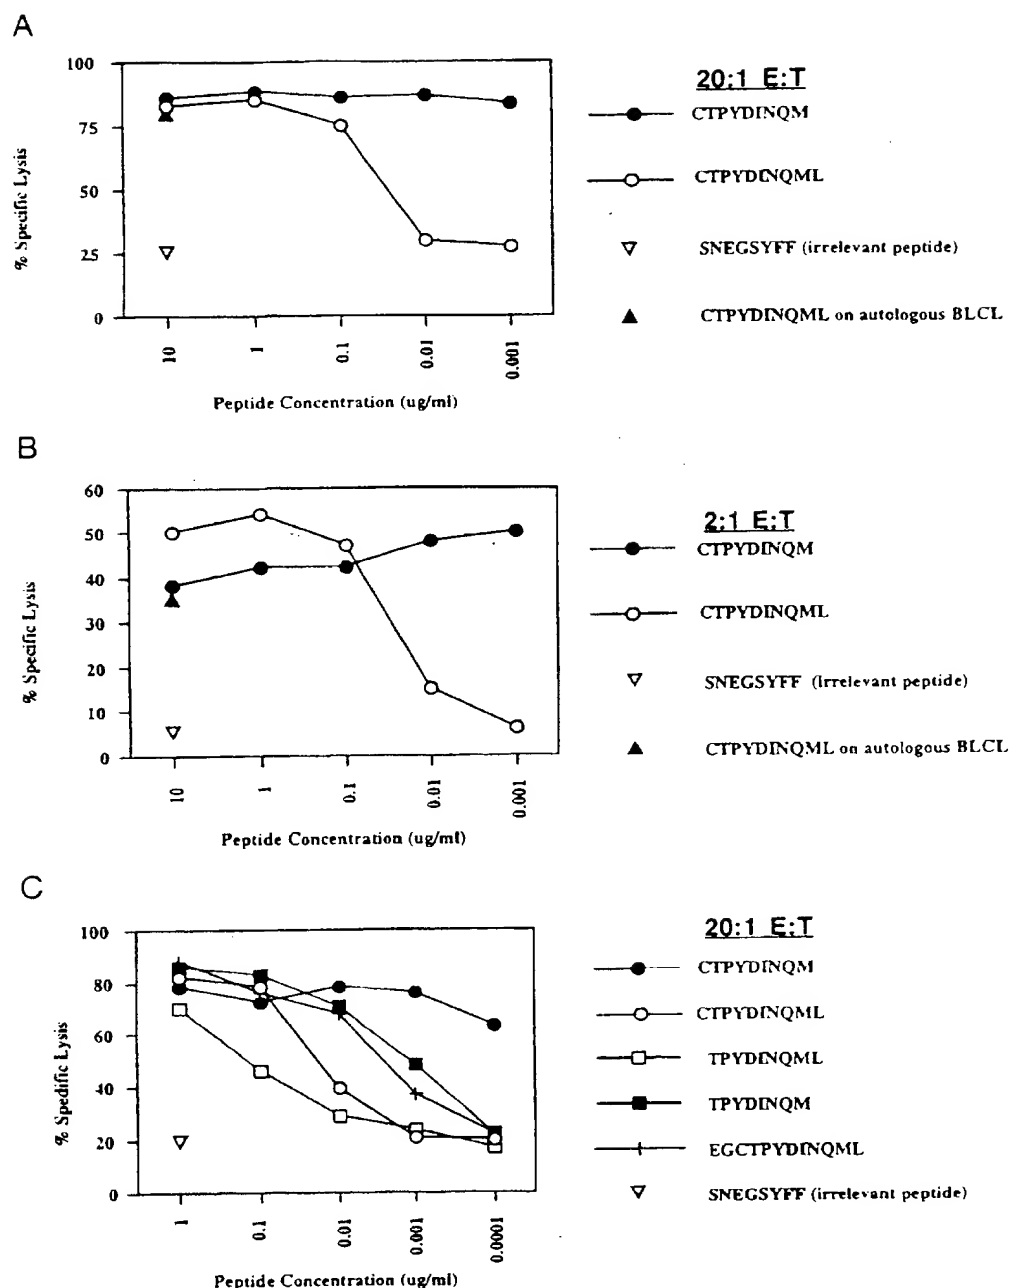 A
100
75
50
25
0
% Specific Lysis
10
1
0.1
0.01
0.001
Peptide Concentration (ug/ml)
20:1 E:T
CTPYDINQM
CTPYDINQML
SNEGSYFF (irrelevant peptide)
CTPYDINQML on autologous BLCL
B
60
50
40
30
20
10
0
% Specific Lysis
10
1
0.1
0.01
0.001
Peptide Concentration (ug/ml)
2:1 E:T
CTPYDINQM
CTPYDINQML
SNEGSYFF (irrelevant peptide)
CTPYDINQML on autologous BLCL
C
100
80
60
40
20
0
% Spedific Lysis
1
0.1
0.01
0.001
0.0001
Peptide Concentration (ug/ml)
20:1 E:T
CTPYDINQM
CTPYDINQML
TPYDINQML
TPYDINQM
EGCTPYDINQML
SNEGSYFF (irrelevant peptide)